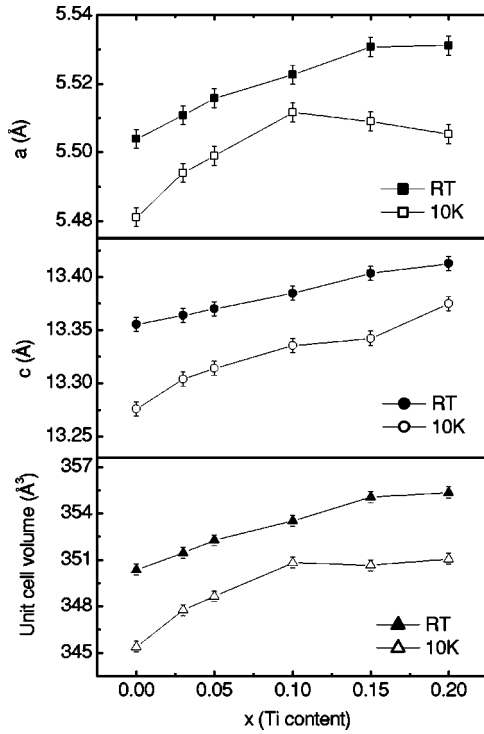 5.54
5.52
5.50
5.48
a (Å)
RT
10K
13.40
13.35
13.30
13.25
c (Å)
RT
10K
357
354
351
348
345
Unit cell volume (Å³)
RT
10K
0.00 0.05 0.10 0.15 0.20
x (Ti content)